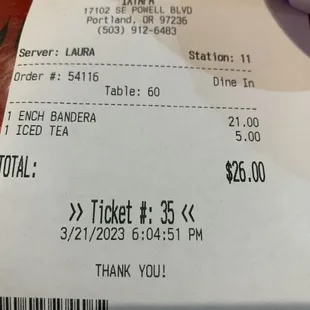 IXTAPA
17102 SE POWELL BLVD
Portland, OR 97236
(503) 912-6483
Server: LAURA Station: 11
Order #: 54116 Dine In
Table: 60
1 ENCH BANDERA 21.00
1 ICED TEA 5.00
TOTAL: $26.00
>> Ticket #: 35 <<
3/21/2023 6:04:51 PM
THANK YOU!